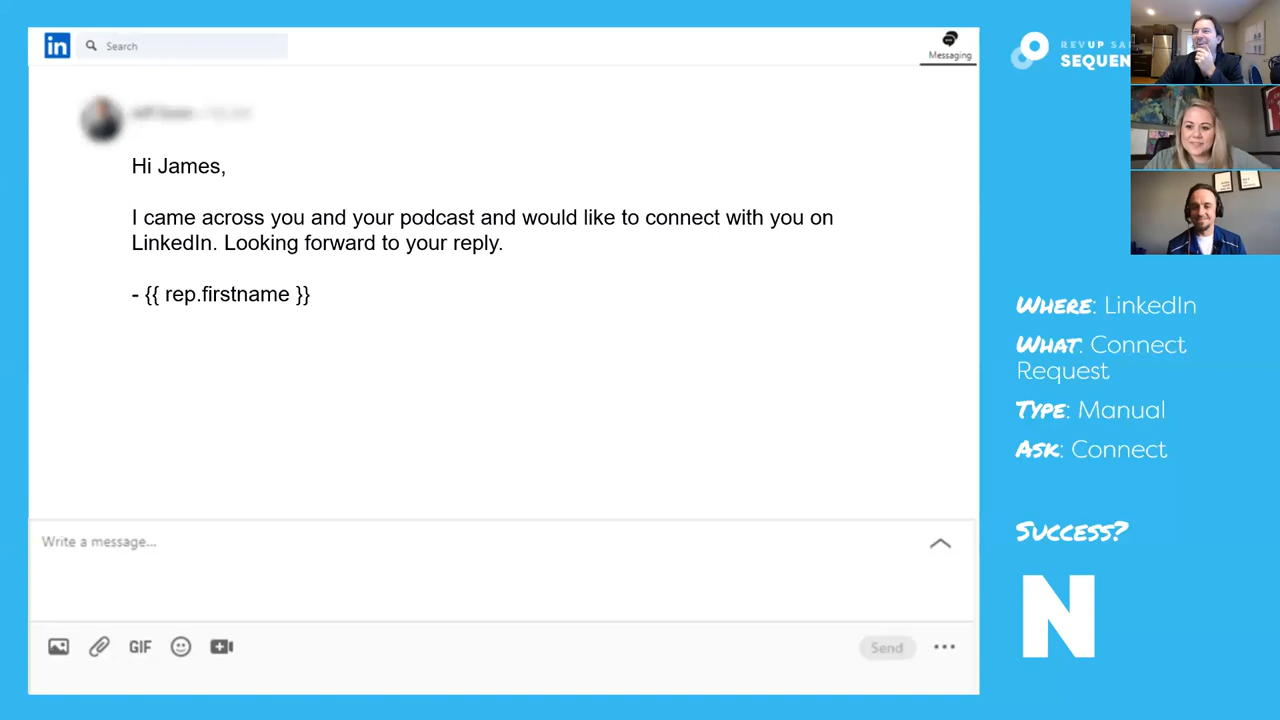 in
Search
Messaging
REVUP
SEQUEN
Hi James,
I came across you and your podcast and would like to connect with you on
LinkedIn. Looking forward to your reply.
- {{ rep.firstname }}
WHERE: LinkedIn
WHAT: Connect
Request
TYPE: Manual
ASK: Connect
SUCCESS?
N
Write a message...
GIF
Send